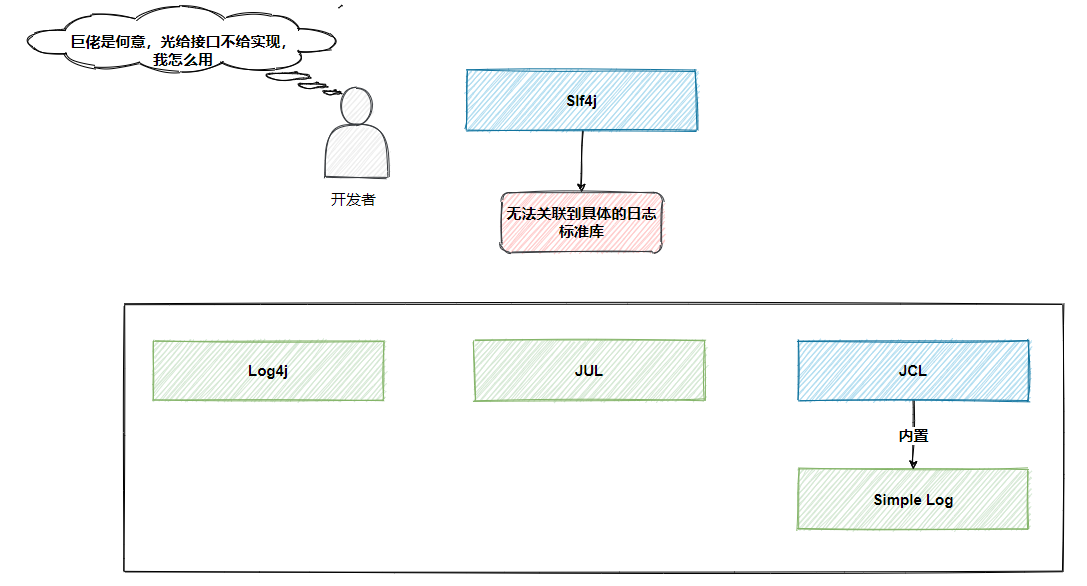 巨佬是何意，光给接口不给实现，
我怎么用
开发者
Slf4j
无法关联到具体的日志
标准库
Log4j
JUL
JCL
内置
Simple Log